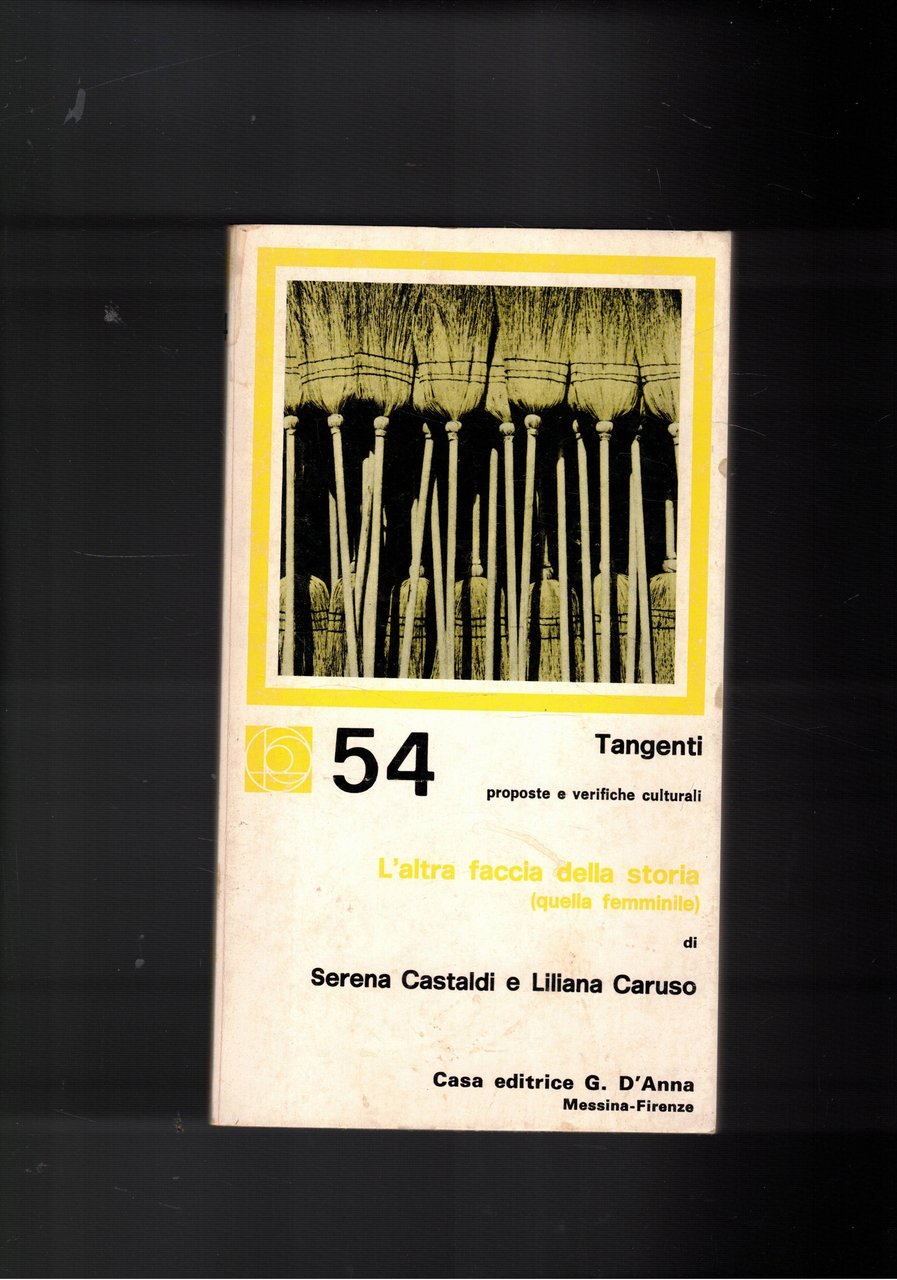 54
Tangenti
proposte e verifiche culturali
L'altra faccia della storia
(quella femminile)
di
Serena Castaldi e Liliana Caruso
Casa editrice G. D'Anna
Messina-Firenze